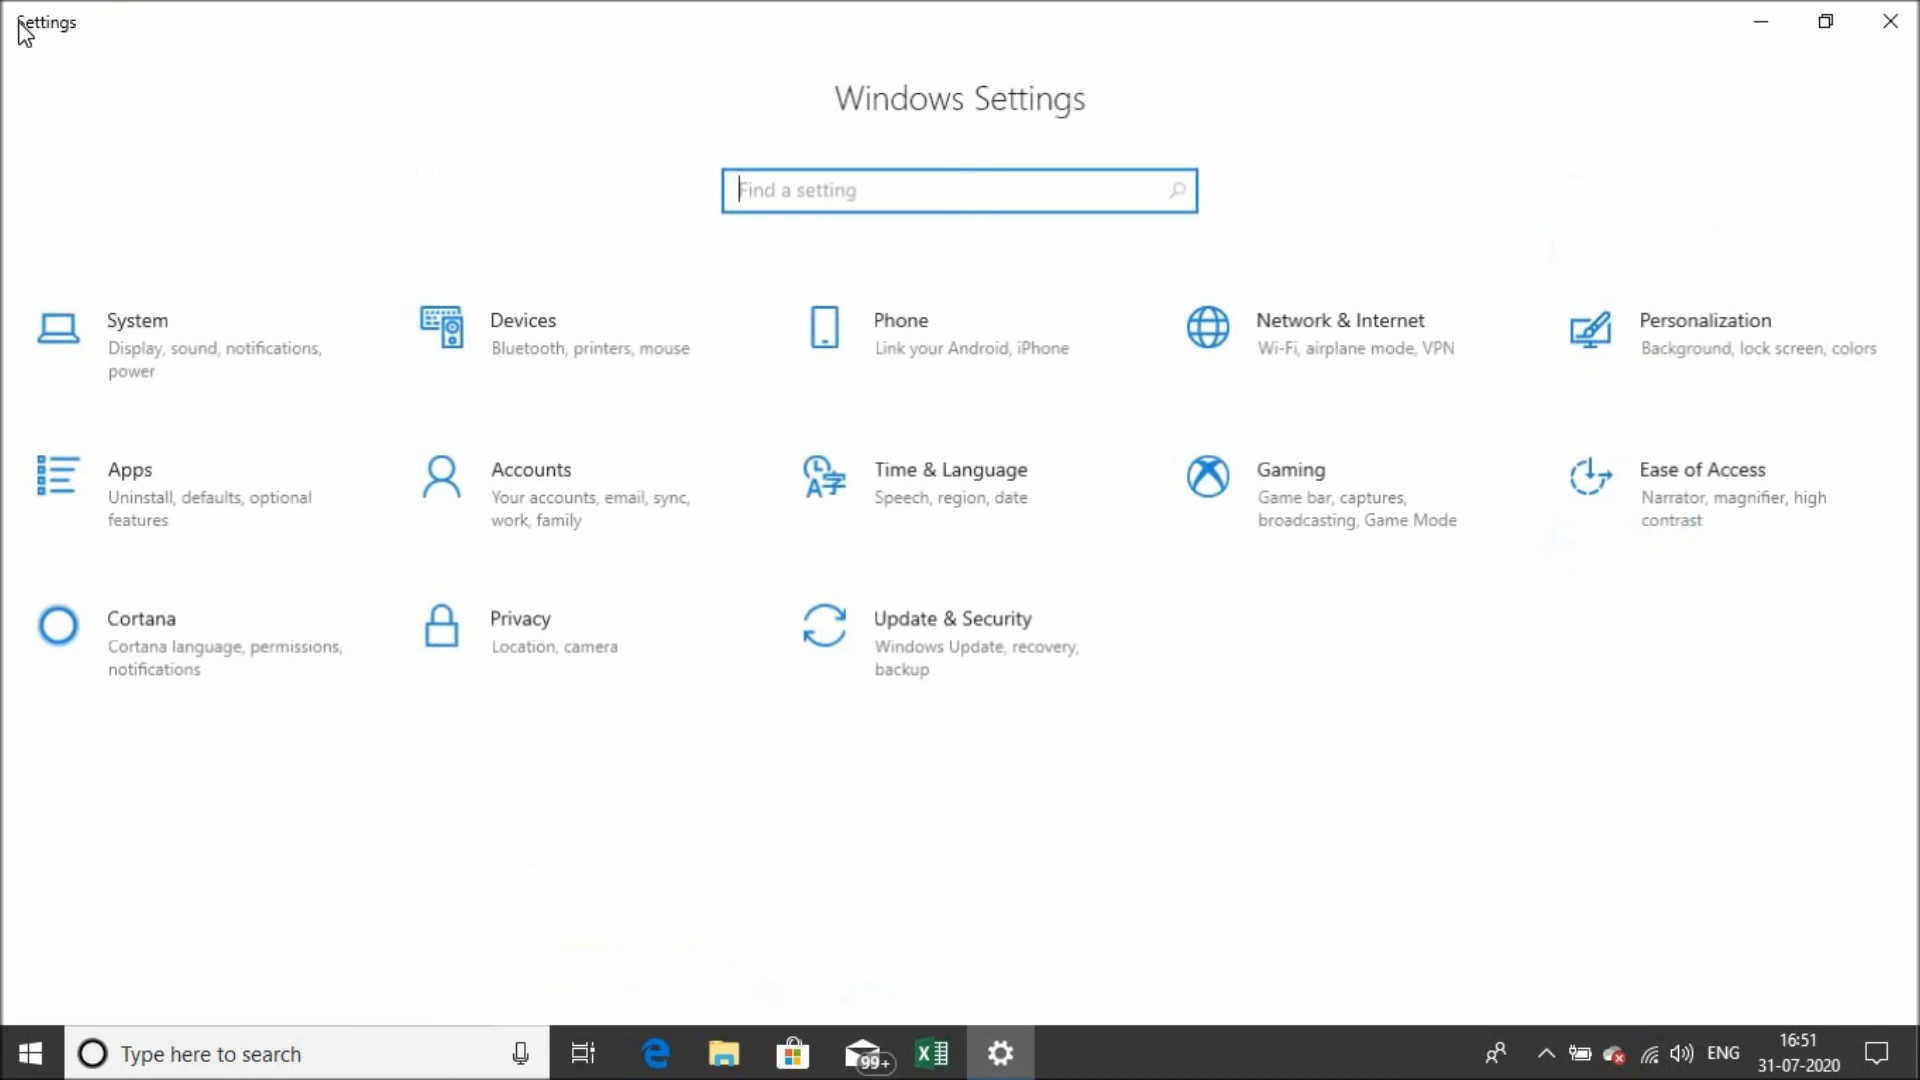 Settings
Windows Settings
Find a setting
System
Display, sound, notifications,
power
Devices
Bluetooth, printers, mouse
Phone
Link your Android, iPhone
Network & Internet
Wi-Fi, airplane mode, VPN
Personalization
Background, lock screen, colors
Apps
Uninstall, defaults, optional
features
Accounts
Your accounts, email, sync,
work, family
Time & Language
Speech, region, date
Gaming
Game bar, captures,
broadcasting, Game Mode
Ease of Access
Narrator, magnifier, high
contrast
Cortana
Cortana language, permissions,
notifications
Privacy
Location, camera
Update & Security
Windows Update, recovery,
backup
Type here to search
99+
ENG
16:51
31-07-2020